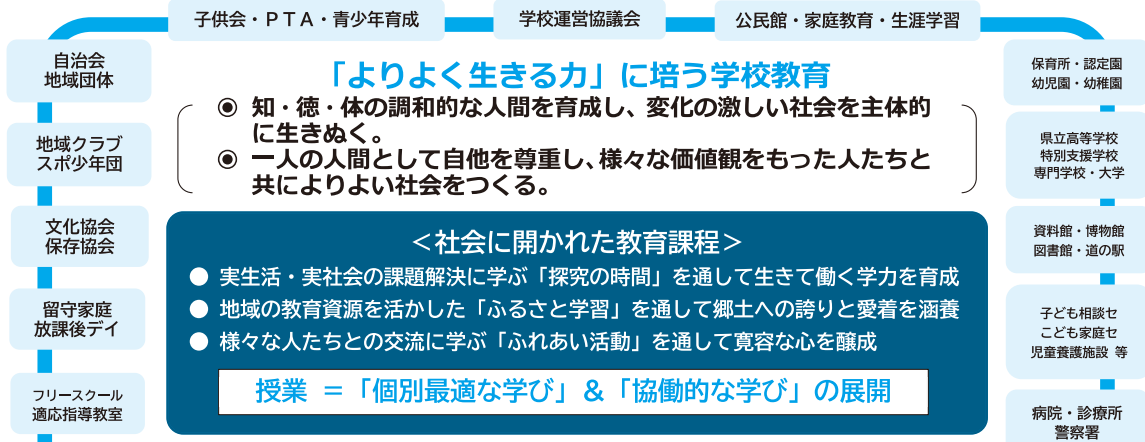 子供会・ＰＴＡ・青少年育成
学校運営協議会
公民館・家庭教育・生涯学習
自治会
地域団体
地域クラブ
スポ少年団
文化協会
保存協会
留守家庭
放課後デイ
フリースクール
適応指導教室
「よりよく生きる力」に培う学校教育
◉ 知・徳・体の調和的な人間を育成し、変化の激しい社会を主体的
に生きぬく。
◉ 一人の人間として自他を尊重し、様々な価値観をもった人たちと
共によりよい社会をつくる。
＜社会に開かれた教育課程＞
● 実生活・実社会の課題解決に学ぶ「探究の時間」を通して生きて働く学力を育成
● 地域の教育資源を活かした「ふるさと学習」を通して郷土への誇りと愛着を涵養
● 様々な人たちとの交流に学ぶ「ふれあい活動」を通して寛容な心を醸成
授業 ＝「個別最適な学び」＆「協働的な学び」の展開
保育所・認定園
幼児園・幼稚園
県立高等学校
特別支援学校
専門学校・大学
資料館・博物館
図書館・道の駅
子ども相談セ
こども家庭セ
児童養護施設 等
病院・診療所
警察署